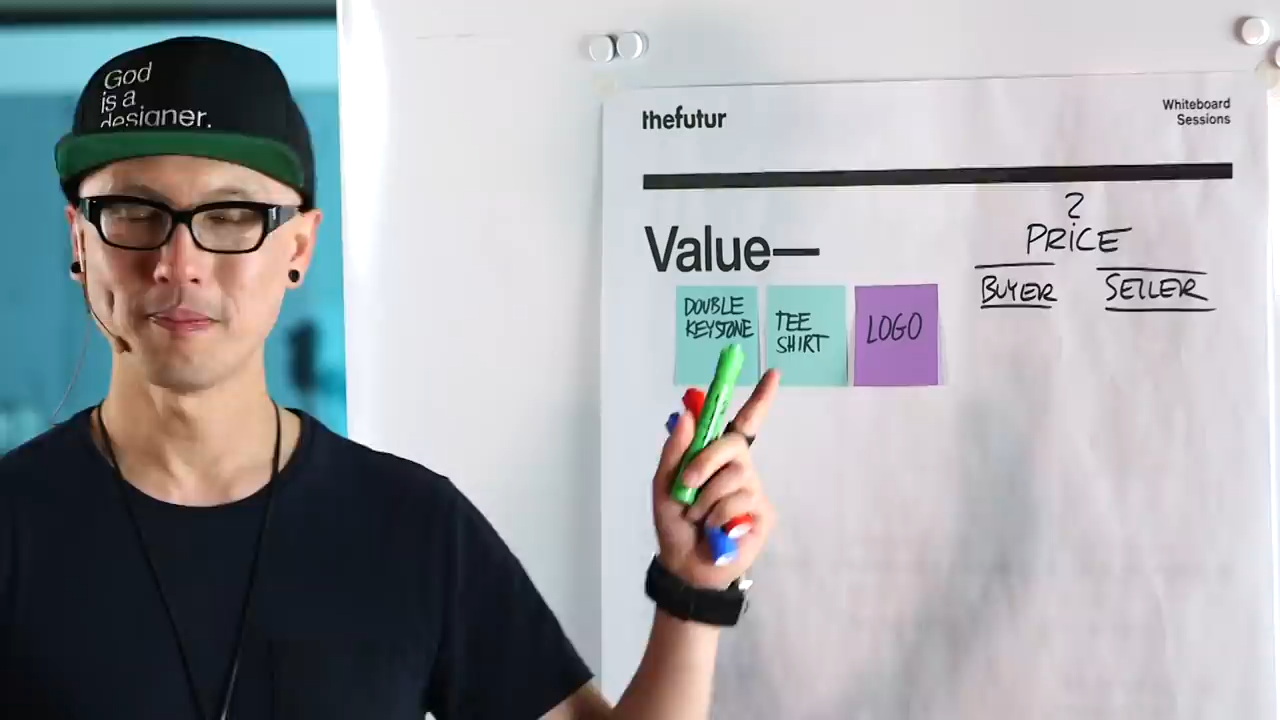 God
is a
designer.
thefutur
Whiteboard
Sessions
Value—
?
PRiCE
BUYER
SELLER
DOUBLE
KEYSTONE
TEE
SHIRT
LOGO